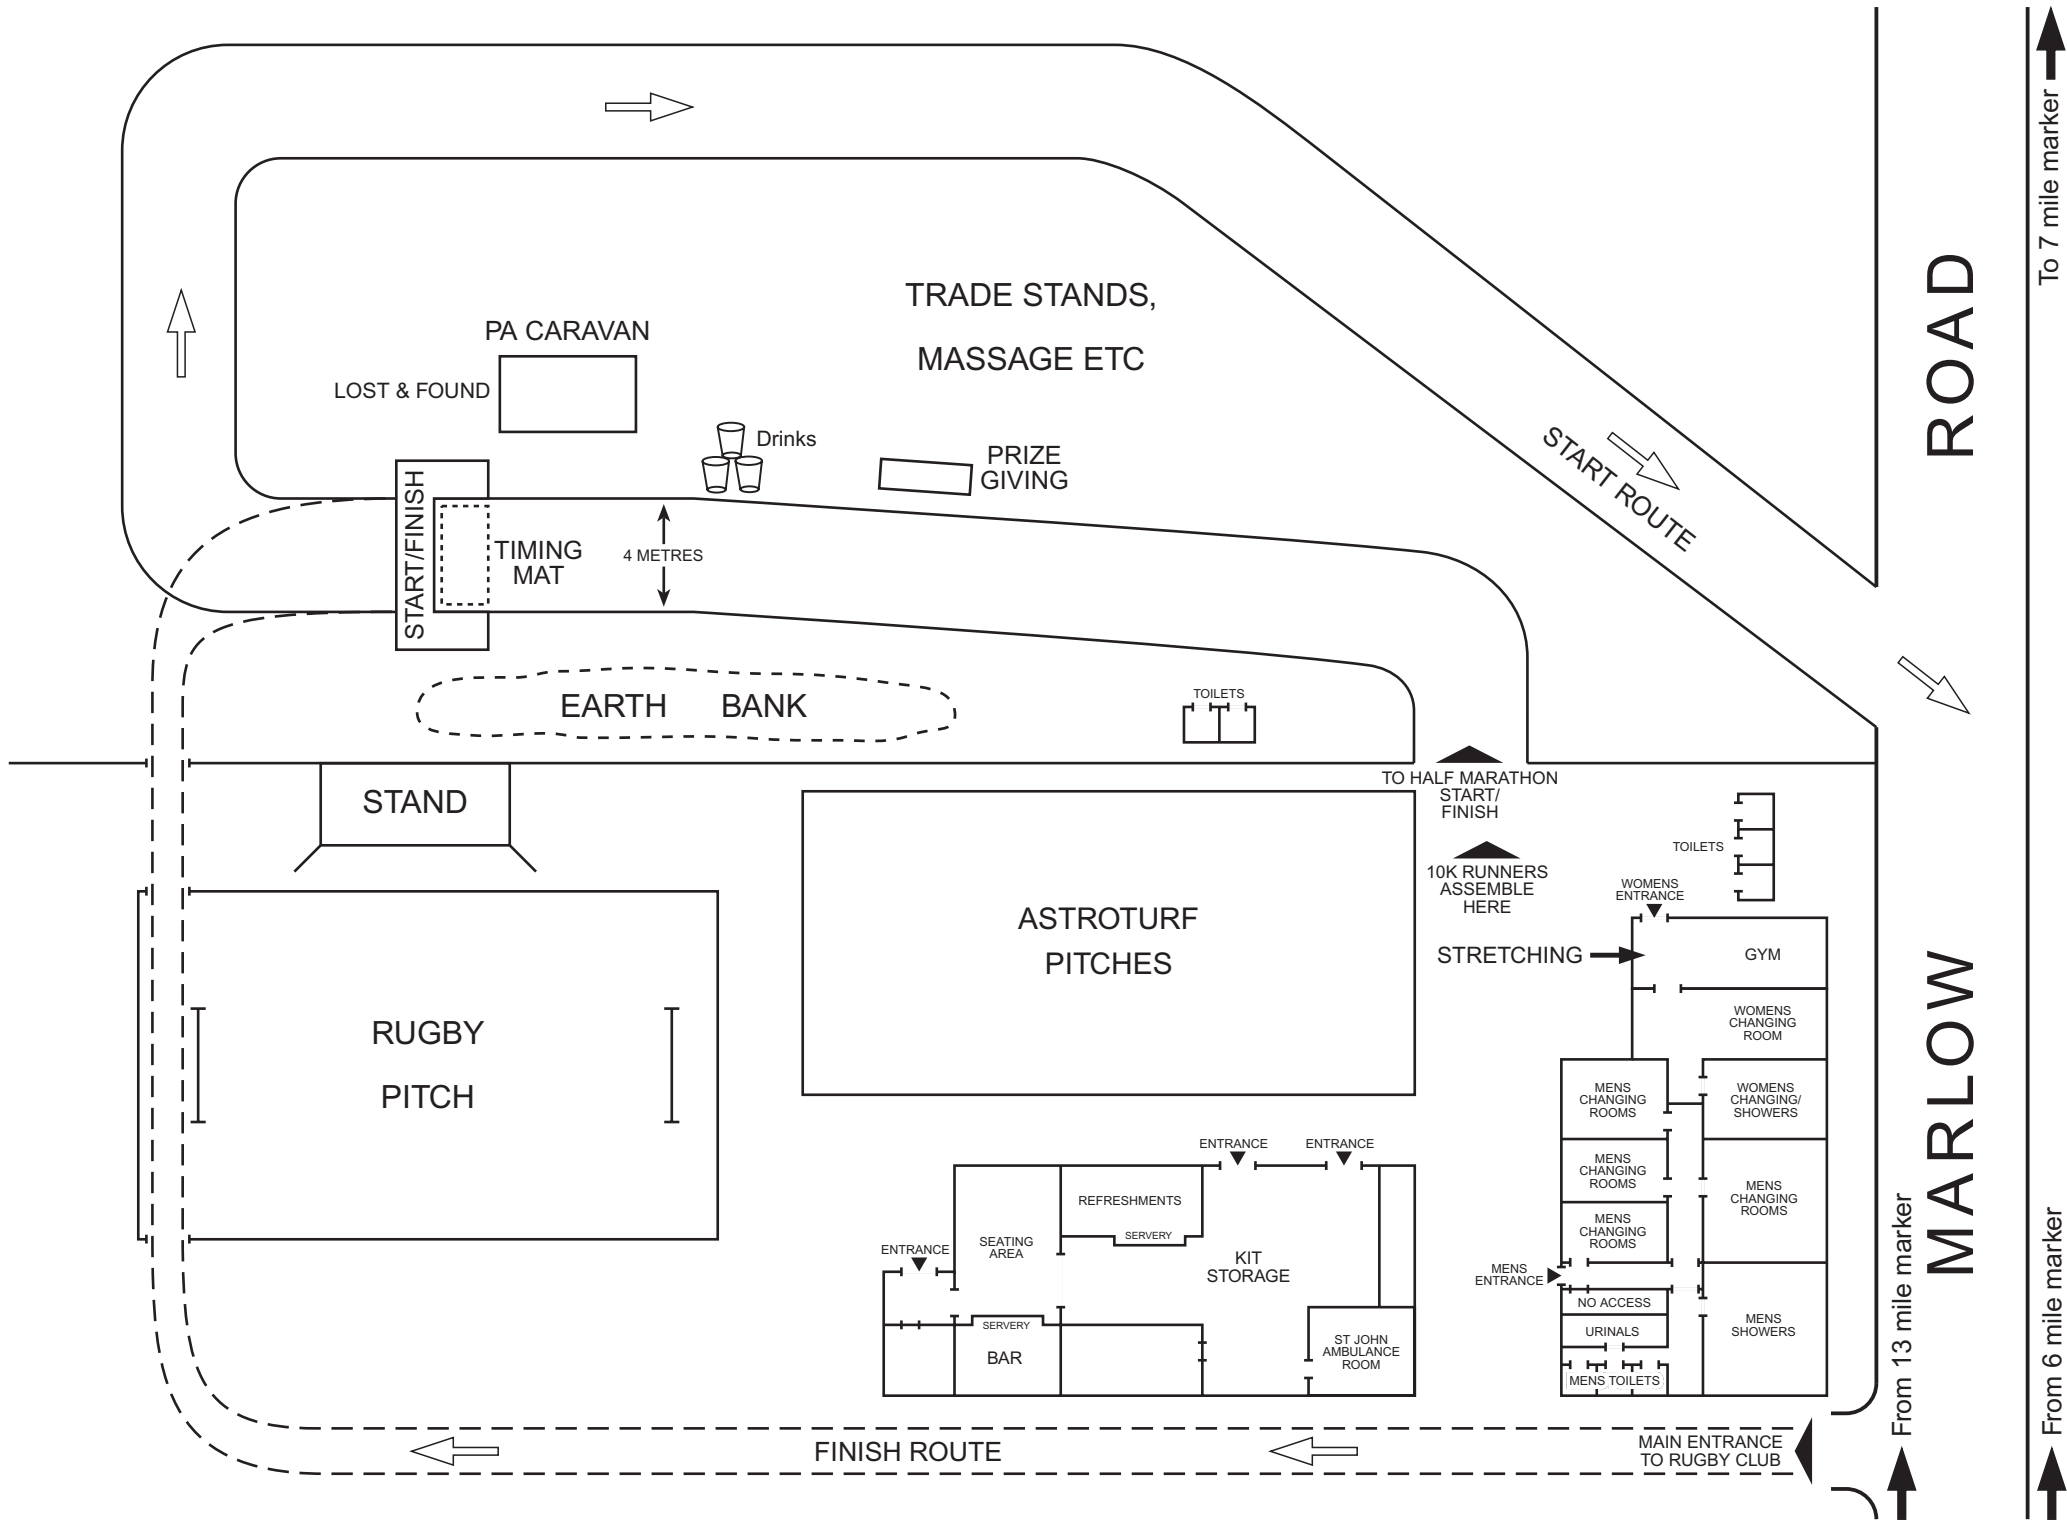 To 7 mile marker
ROAD
TRADE STANDS,
MASSAGE ETC
PA CARAVAN
LOST & FOUND
Drinks
PRIZE
GIVING
START ROUTE
START/FINISH
TIMING
MAT
4 METRES
EARTH BANK
TOILETS
STAND
TO HALF MARATHON
START/
FINISH
TOILETS
10K RUNNERS
ASSEMBLE
HERE
WOMENS
ENTRANCE
ASTROTURF
PITCHES
STRETCHING
GYM
RUGBY
PITCH
WOMENS
CHANGING
ROOM
MENS
CHANGING
ROOMS
WOMENS
CHANGING/
SHOWERS
MARLOW
ENTRANCE
ENTRANCE
MENS
CHANGING
ROOMS
MENS
CHANGING
ROOMS
REFRESHMENTS
SERVERY
SEATING
AREA
ENTRANCE
KIT
STORAGE
MENS
CHANGING
ROOMS
MENS
ENTRANCE
NO ACCESS
URINALS
MENS
SHOWERS
SERVERY
BAR
ST JOHN
AMBULANCE
ROOM
MENS TOILETS
From 13 mile marker
From 6 mile marker
FINISH ROUTE
MAIN ENTRANCE
TO RUGBY CLUB